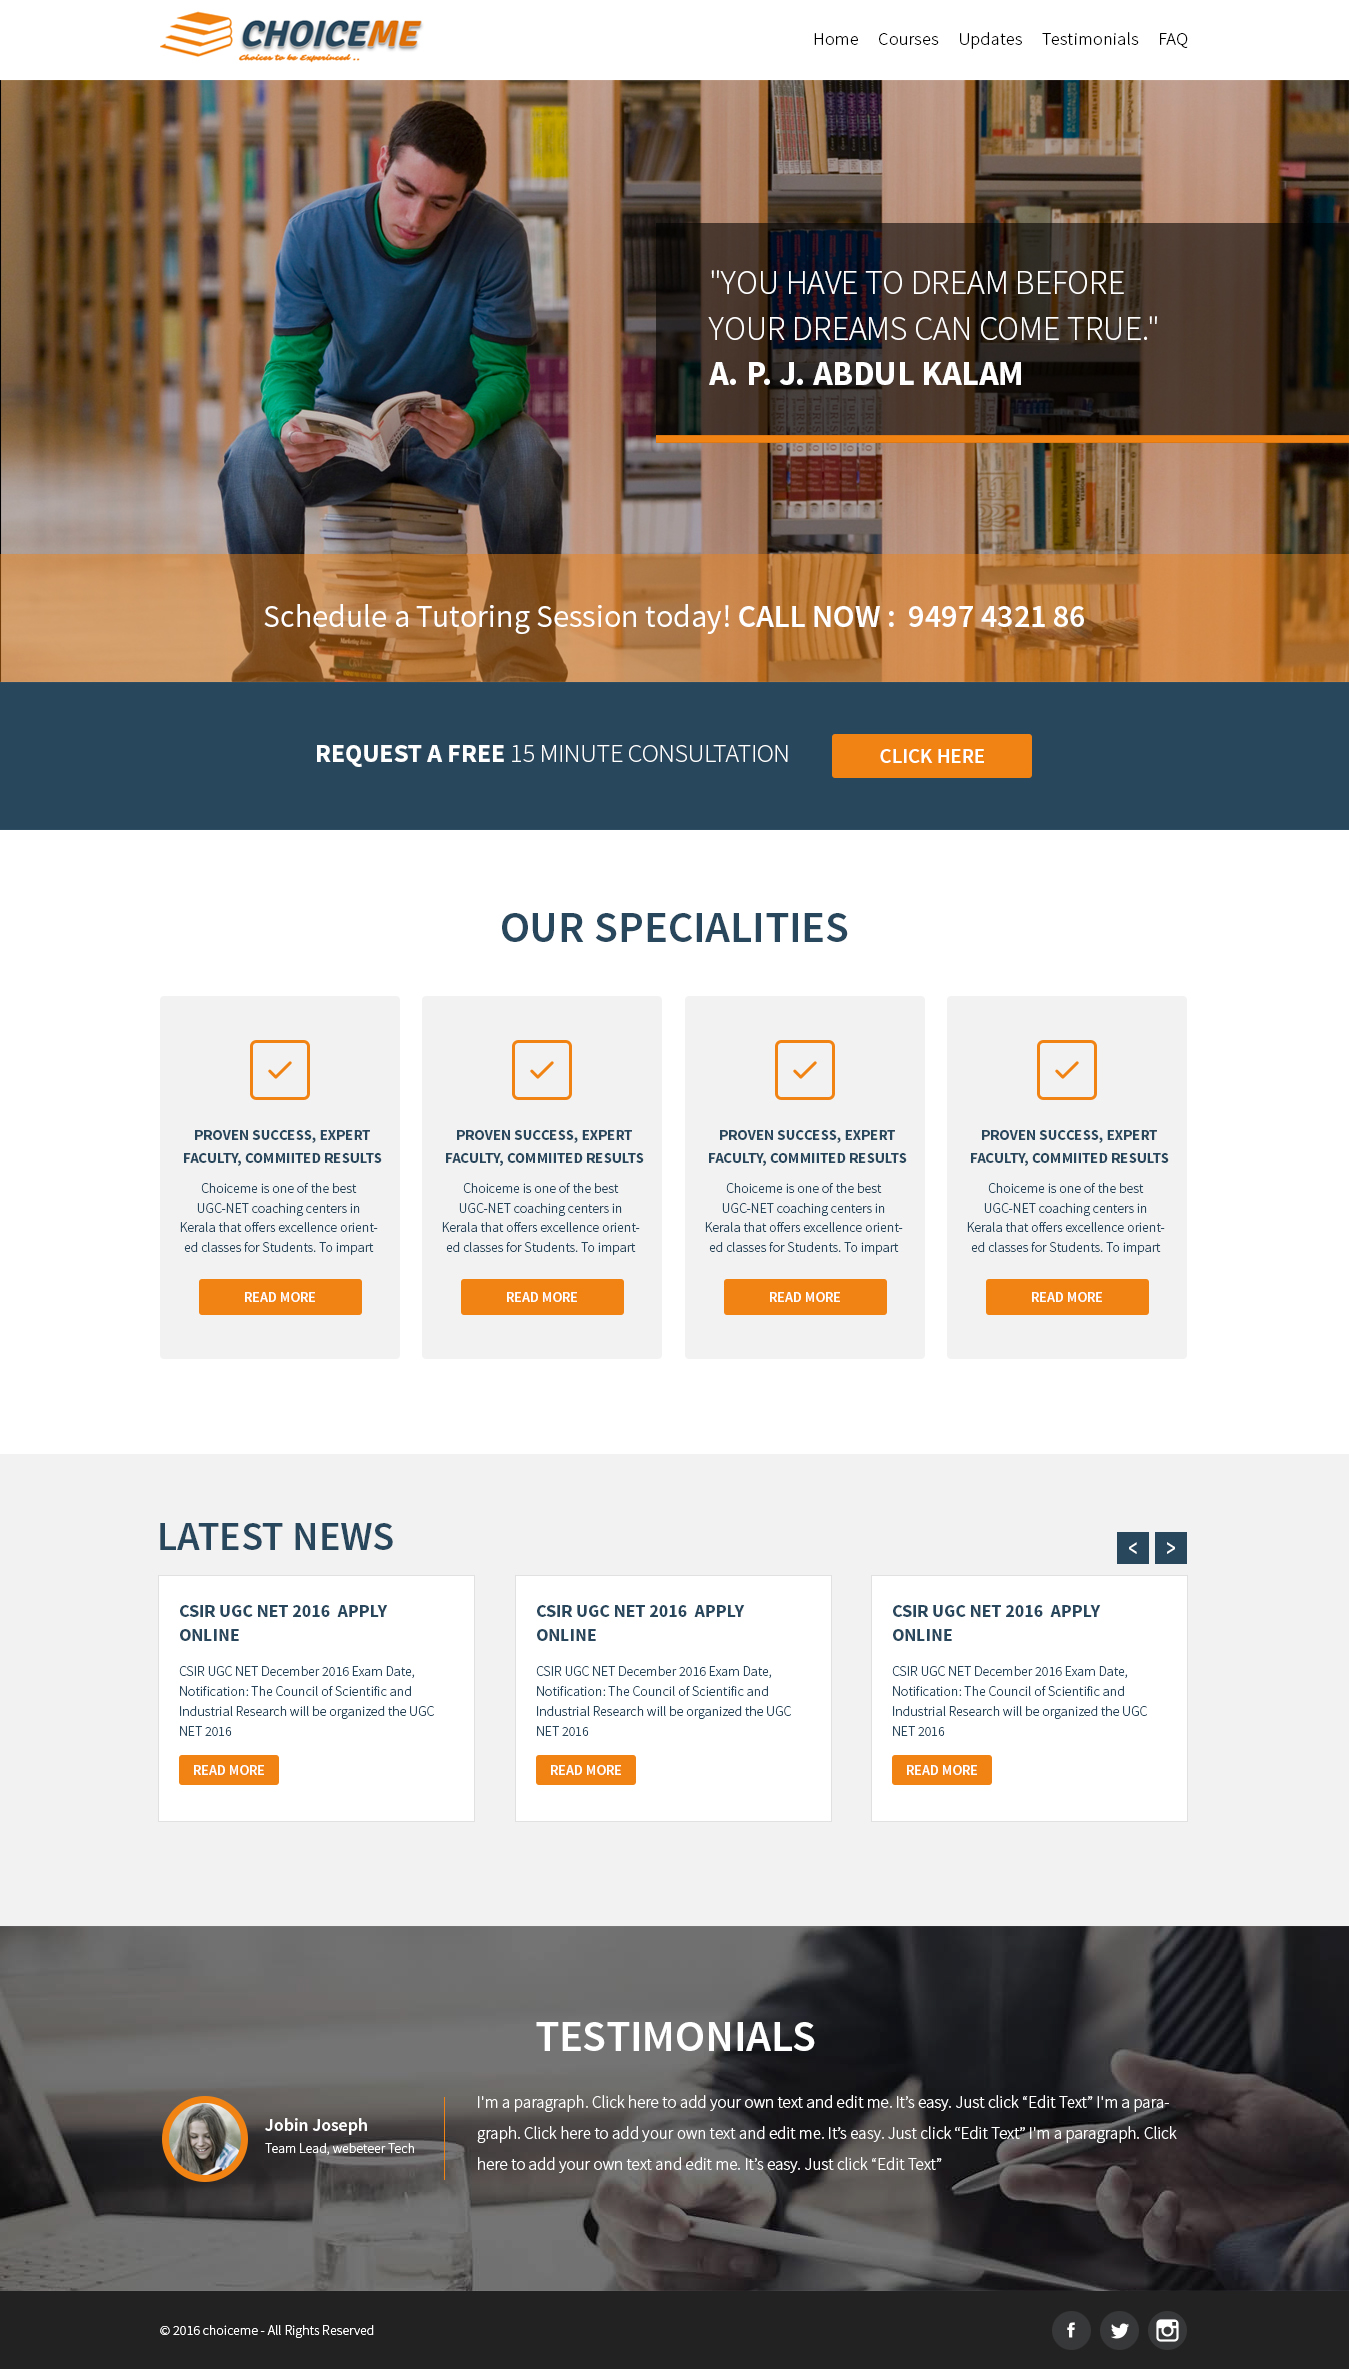 CHOICEME
Choices to be Experienced ..
Home Courses Updates Testimonials FAQ
"YOU HAVE TO DREAM BEFORE
YOUR DREAMS CAN COME TRUE."
A. P. J. ABDUL KALAM
Schedule a Tutoring Session today! CALL NOW : 9497 4321 86
REQUEST A FREE 15 MINUTE CONSULTATION
CLICK HERE
OUR SPECIALITIES
PROVEN SUCCESS, EXPERT
FACULTY, COMMIITED RESULTS
Choiceme is one of the best
UGC-NET coaching centers in
Kerala that offers excellence orient-
ed classes for Students. To impart
READ MORE
PROVEN SUCCESS, EXPERT
FACULTY, COMMIITED RESULTS
Choiceme is one of the best
UGC-NET coaching centers in
Kerala that offers excellence orient-
ed classes for Students. To impart
READ MORE
PROVEN SUCCESS, EXPERT
FACULTY, COMMIITED RESULTS
Choiceme is one of the best
UGC-NET coaching centers in
Kerala that offers excellence orient-
ed classes for Students. To impart
READ MORE
PROVEN SUCCESS, EXPERT
FACULTY, COMMIITED RESULTS
Choiceme is one of the best
UGC-NET coaching centers in
Kerala that offers excellence orient-
ed classes for Students. To impart
READ MORE
LATEST NEWS
< >
CSIR UGC NET 2016 APPLY
ONLINE
CSIR UGC NET December 2016 Exam Date,
Notification: The Council of Scientific and
Industrial Research will be organized the UGC
NET 2016
READ MORE
CSIR UGC NET 2016 APPLY
ONLINE
CSIR UGC NET December 2016 Exam Date,
Notification: The Council of Scientific and
Industrial Research will be organized the UGC
NET 2016
READ MORE
CSIR UGC NET 2016 APPLY
ONLINE
CSIR UGC NET December 2016 Exam Date,
Notification: The Council of Scientific and
Industrial Research will be organized the UGC
NET 2016
READ MORE
TESTIMONIALS
Jobin Joseph
Team Lead, webeteer Tech
I'm a paragraph. Click here to add your own text and edit me. It’s easy. Just click “Edit Text” I'm a para-
graph. Click here to add your own text and edit me. It’s easy. Just click “Edit Text” I'm a paragraph. Click
here to add your own text and edit me. It’s easy. Just click “Edit Text”
© 2016 choiceme - All Rights Reserved